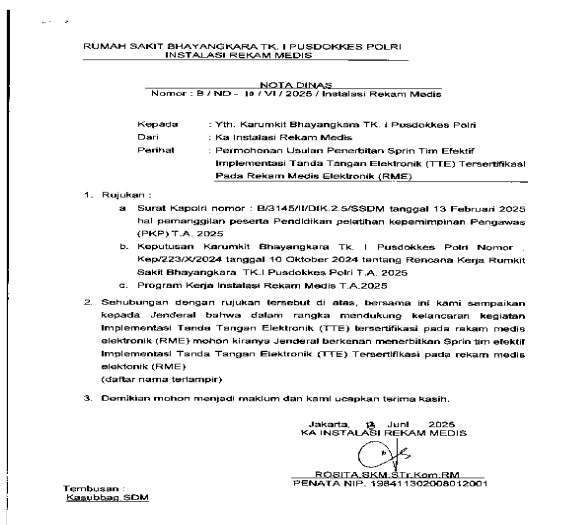 RUMAH SAKIT BHAYANGKARA TK. I PUSDOKKES POLRI
INSTALASI REKAM MEDIS
NOTA DINAS
Nomor : B / ND - 10 / VI / 2025 / Instalasi Rekam Medis
Kepada : Yth. Karumkit Bhayangkara TK. I Pusdokkes Polri
Dari : Ka Instalasi Rekam Medis
Perihal : Permohonan Usulan Penerbitan Sprin Tim Efektif
Implementasi Tanda Tangan Elektronik (TTE) Tersertifikasi
Pada Rekam Medis Elektronik (RME)
1. Rujukan :
a Surat Kapolri nomor : B/3145/II/DIK.2.5/SSDM tanggal 13 Februari 2025
hal pemanggilan peserta Pendidikan pelatihan kepemimpinan Pengawas
(PKP) T.A. 2025
b. Keputusan Karumkit Bhayangkara Tk. I Pusdokkes Polri Nomor .
Kep/223/X/2024 tanggal 10 Oktober 2024 tentang Rencana Kerja Rumkit
Sakit Bhayangkara TK.I Pusdokkes Polri T.A. 2025
c. Program Kerja Instalasi Rekam Medis T.A.2025
2. Sehubungan dengan rujukan tersebut di atas, bersama ini kami sampaikan
kepada Jenderal bahwa dalam rangka mendukung kelancaran kegiatan
Implementasi Tanda Tangan Elektronik (TTE) tersertifikasi pada rekam medis
elektronik (RME) mohon kiranya Jenderal berkenan menerbitkan Sprin tim efektif
Implementasi Tanda Tangan Elektronik (TTE) Tersertifikasi pada rekam medis
elektonik (RME)
(daftar nama terlampir)
3. Demikian mohon menjadi maklum dan kami ucapkan terima kasih.
Jakarta, Juni 2025
KA INSTALASI REKAM MEDIS
ROSITA,SKM,STr.Kom.RM
PENATA NIP. 198411302008012001
Tembusan :
Kasubbag SDM